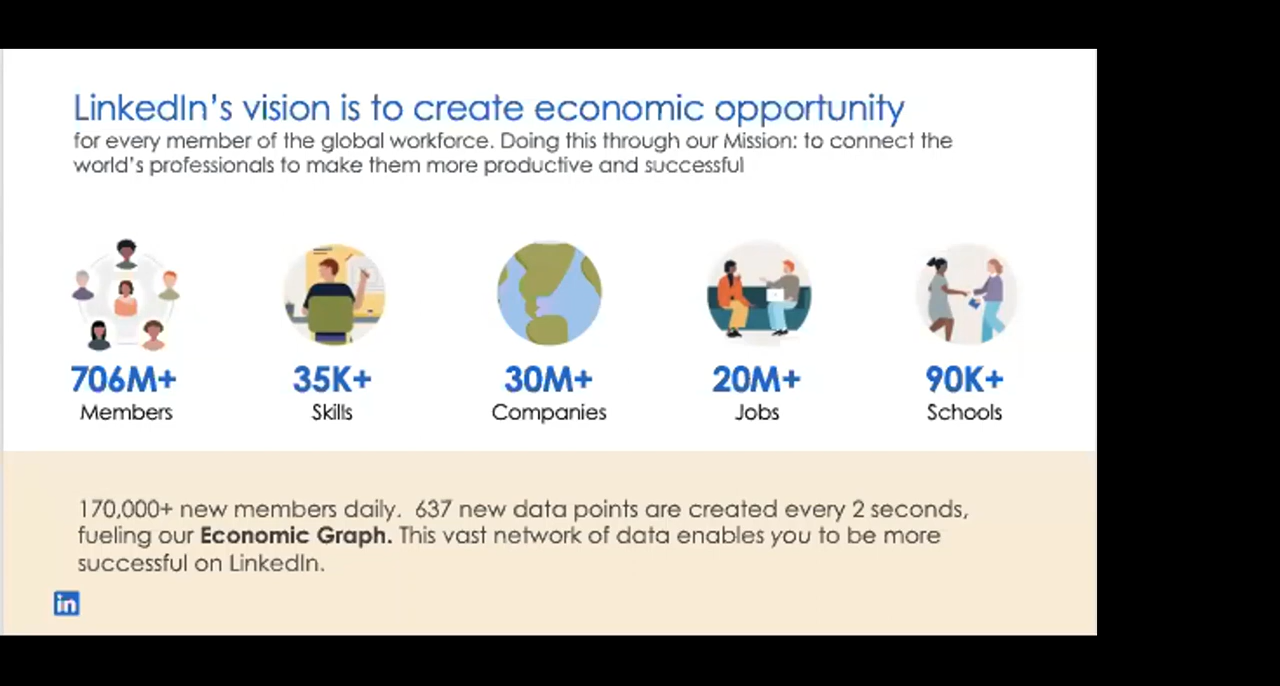 LinkedIn's vision is to create economic opportunity
for every member of the global workforce. Doing this through our Mission: to connect the
world's professionals to make them more productive and successful
706M+ 35K+ 30M+ 20M+ 90K+
Members Skills Companies Jobs Schools
170,000+ new members daily. 637 new data points are created every 2 seconds,
fueling our Economic Graph. This vast network of data enables you to be more
successful on LinkedIn.
in